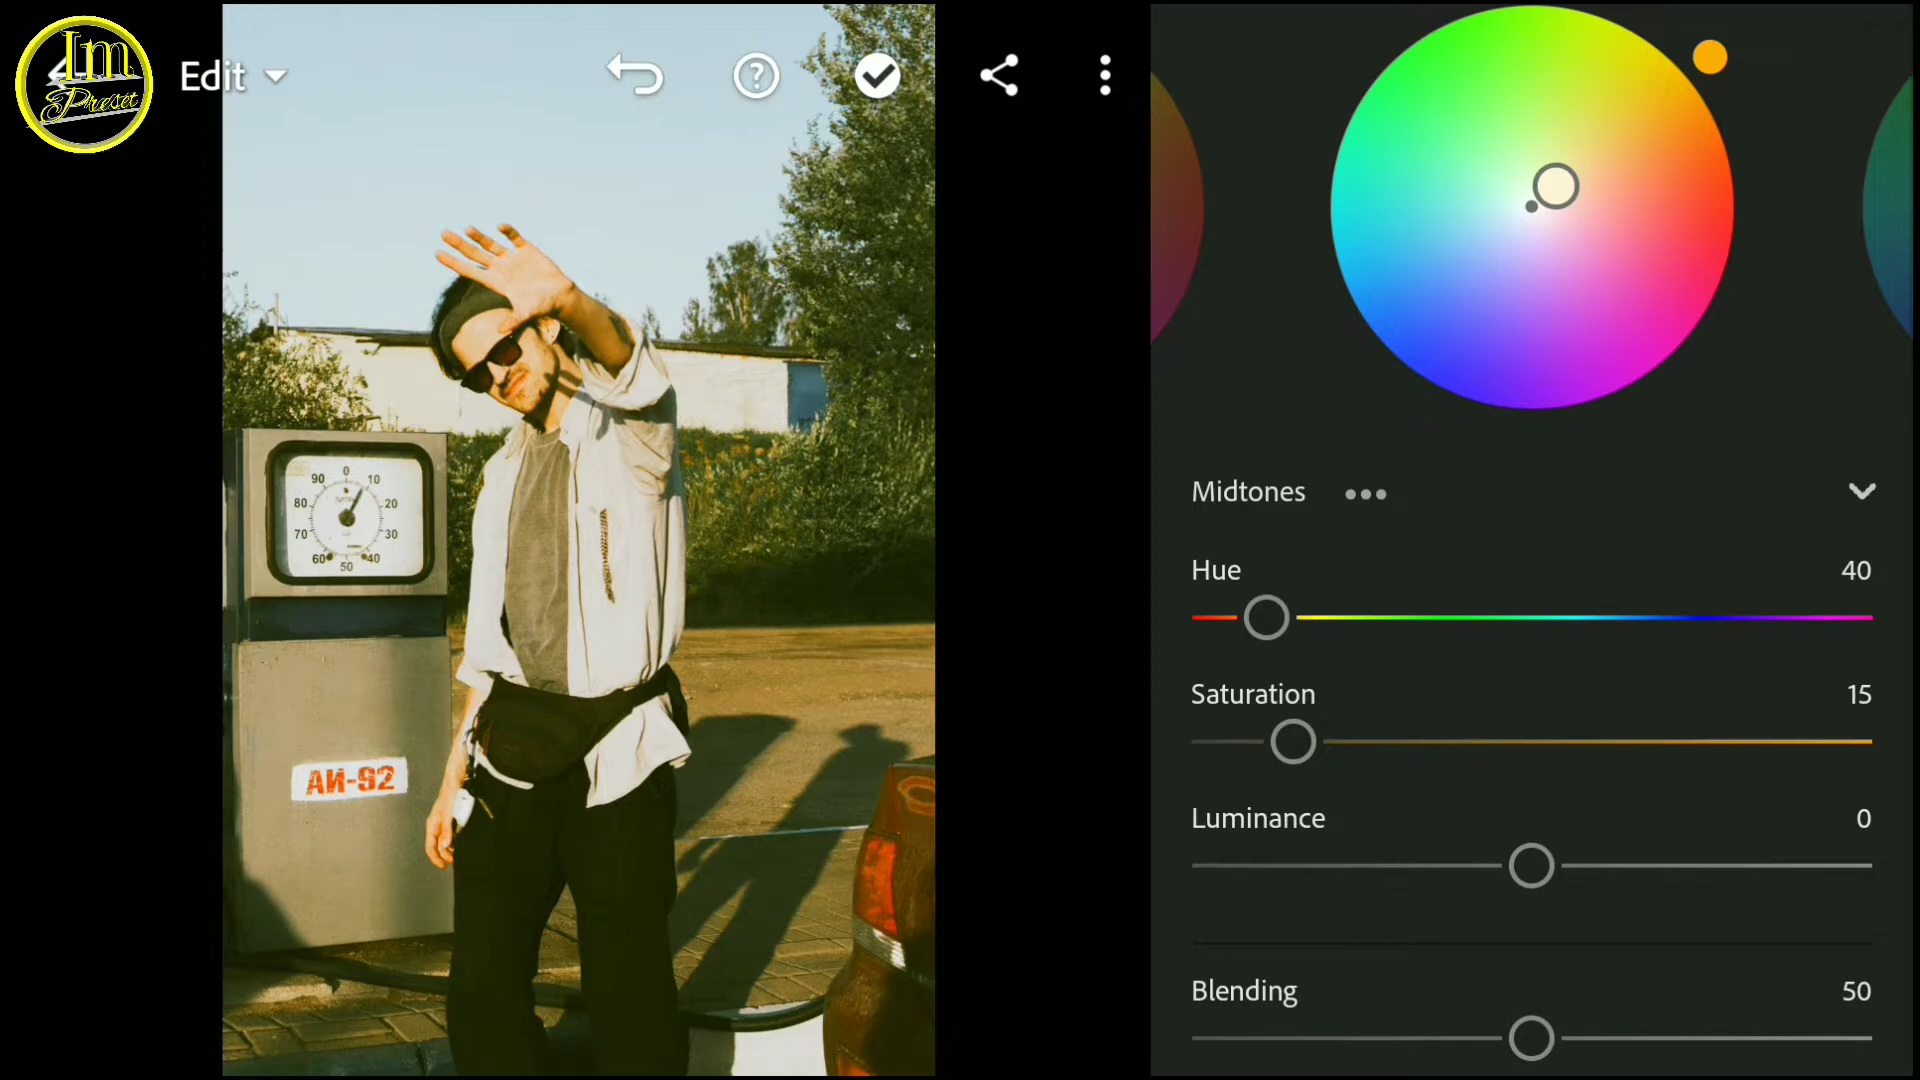 Im
Preset
Edit
0
90 10
80 20
70 30
60 40
50
АИ-92
Midtones
Hue 40
Saturation 15
Luminance 0
Blending 50